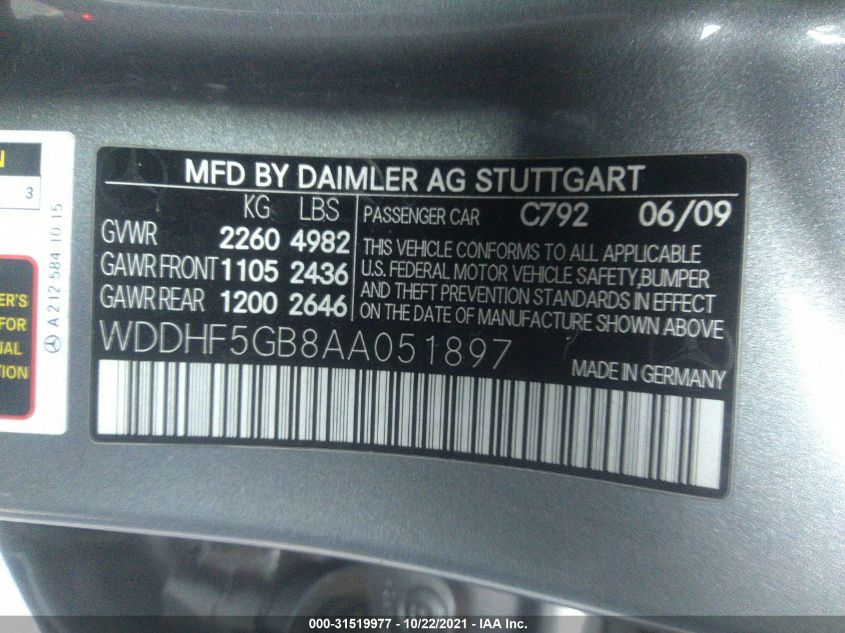 N
3
A 212 584 10 15
ER'S
FOR
IAL
TION
MFD BY DAIMLER AG STUTTGART
KG LBS
GVWR 2260 4982
GAWR FRONT 1105 2436
GAWR REAR 1200 2646
PASSENGER CAR C792 06/09
THIS VEHICLE CONFORMS TO ALL APPLICABLE
U.S. FEDERAL MOTOR VEHICLE SAFETY,BUMPER
AND THEFT PREVENTION STANDARDS IN EFFECT
ON THE DATE OF MANUFACTURE SHOWN ABOVE
WDDHF5GB8AA051897
MADE IN GERMANY
000-31519977 - 10/22/2021 - IAA Inc.